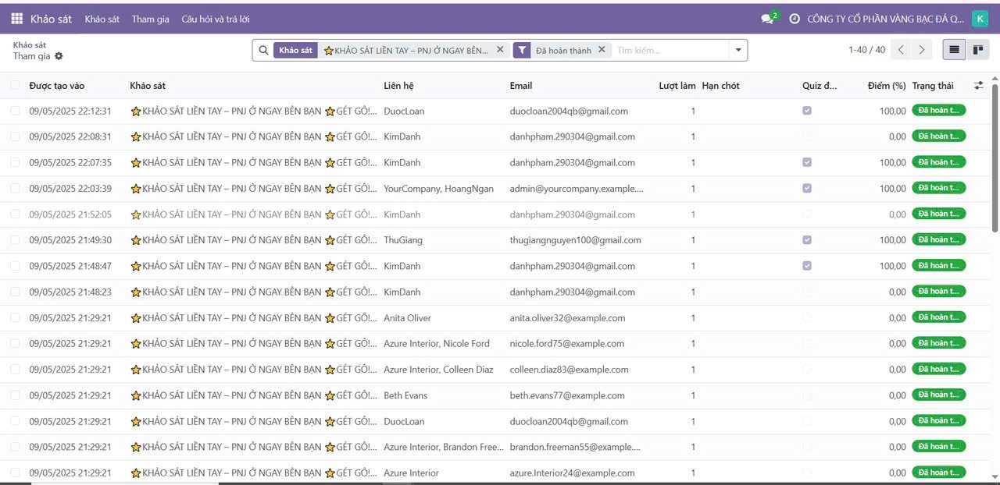 Khảo sát Khảo sát Tham gia Câu hỏi và trả lời 2 CÔNG TY CỔ PHẦN VÀNG BẠC ĐÁ Q... K
Khảo sát
Tham gia
Khảo sát ⭐KHẢO SÁT LIỀN TAY – PNJ Ở NGAY BÊN... Đã hoàn thành Tìm kiếm... 1-40 / 40
Được tạo vào Khảo sát Liên hệ Email Lượt làm Hạn chót Quiz đ... Điểm (%) Trạng thái
09/05/2025 22:12:31 ⭐KHẢO SÁT LIỀN TAY – PNJ Ở NGAY BÊN BẠN ⭐GÉT GÔ!... DuocLoan duocloan2004qb@gmail.com 1 100,00 Đã hoàn t...
09/05/2025 22:08:31 ⭐KHẢO SÁT LIỀN TAY – PNJ Ở NGAY BÊN BẠN ⭐GÉT GÔ!... KimDanh danhpham.290304@gmail.com 1 0,00 Đã hoàn t...
09/05/2025 22:07:35 ⭐KHẢO SÁT LIỀN TAY – PNJ Ở NGAY BÊN BẠN ⭐GÉT GÔ!... KimDanh danhpham.290304@gmail.com 1 100,00 Đã hoàn t...
09/05/2025 22:03:39 ⭐KHẢO SÁT LIỀN TAY – PNJ Ở NGAY BÊN BẠN ⭐GÉT GÔ!... YourCompany, HoangNgan admin@yourcompany.example.... 1 100,00 Đã hoàn t...
09/05/2025 21:52:05 ⭐KHẢO SÁT LIỀN TAY – PNJ Ở NGAY BÊN BẠN ⭐GÉT GÔ!... KimDanh danhpham.290304@gmail.com 1 0,00 Đã hoàn t...
09/05/2025 21:49:30 ⭐KHẢO SÁT LIỀN TAY – PNJ Ở NGAY BÊN BẠN ⭐GÉT GÔ!... ThuGiang thugiangnguyen100@gmail.com 1 100,00 Đã hoàn t...
09/05/2025 21:48:47 ⭐KHẢO SÁT LIỀN TAY – PNJ Ở NGAY BÊN BẠN ⭐GÉT GÔ!... KimDanh danhpham.290304@gmail.com 1 100,00 Đã hoàn t...
09/05/2025 21:48:23 ⭐KHẢO SÁT LIỀN TAY – PNJ Ở NGAY BÊN BẠN ⭐GÉT GÔ!... KimDanh danhpham.290304@gmail.com 1 0,00 Đã hoàn t...
09/05/2025 21:29:21 ⭐KHẢO SÁT LIỀN TAY – PNJ Ở NGAY BÊN BẠN ⭐GÉT GÔ!... Anita Oliver anita.oliver32@example.com 1 0,00 Đã hoàn t...
09/05/2025 21:29:21 ⭐KHẢO SÁT LIỀN TAY – PNJ Ở NGAY BÊN BẠN ⭐GÉT GÔ!... Azure Interior, Nicole Ford nicole.ford75@example.com 1 0,00 Đã hoàn t...
09/05/2025 21:29:21 ⭐KHẢO SÁT LIỀN TAY – PNJ Ở NGAY BÊN BẠN ⭐GÉT GÔ!... Azure Interior, Colleen Diaz colleen.diaz83@example.com 1 0,00 Đã hoàn t...
09/05/2025 21:29:21 ⭐KHẢO SÁT LIỀN TAY – PNJ Ở NGAY BÊN BẠN ⭐GÉT GÔ!... Beth Evans beth.evans77@example.com 1 0,00 Đã hoàn t...
09/05/2025 21:29:21 ⭐KHẢO SÁT LIỀN TAY – PNJ Ở NGAY BÊN BẠN ⭐GÉT GÔ!... DuocLoan duocloan2004qb@gmail.com 1 0,00 Đã hoàn t...
09/05/2025 21:29:21 ⭐KHẢO SÁT LIỀN TAY – PNJ Ở NGAY BÊN BẠN ⭐GÉT GÔ!... Azure Interior, Brandon Free... brandon.freeman55@example.... 1 0,00 Đã hoàn t...
09/05/2025 21:29:21 ⭐KHẢO SÁT LIỀN TAY – PNJ Ở NGAY BÊN BẠN ⭐GÉT GÔ!... Azure Interior azure.Interior24@example.com 1 0,00 Đã hoàn t...